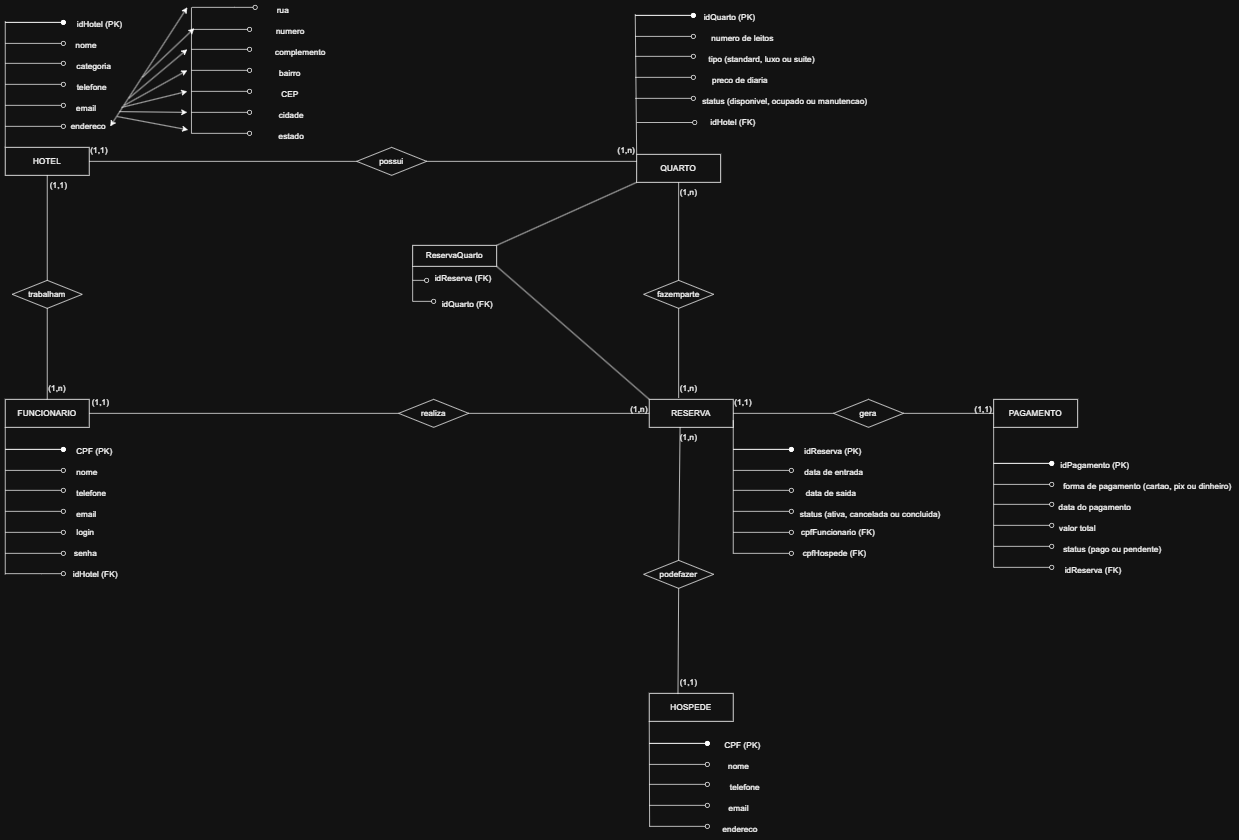 idHotel (PK)
nome
categoria
telefone
email
endereco
rua
numero
complemento
bairro
CEP
cidade
estado
idQuarto (PK)
numero de leitos
tipo (standard, luxo ou suite)
preco de diaria
status (disponivel, ocupado ou manutencao)
idHotel (FK)
HOTEL
(1,1)
possui
(1,n)
QUARTO
(1,1)
(1,n)
ReservaQuarto
idReserva (FK)
idQuarto (FK)
trabalham
fazemparte
(1,n)
(1,n)
FUNCIONARIO
(1,1)
realiza
(1,n)
RESERVA
(1,1)
gera
(1,1)
PAGAMENTO
(1,n)
CPF (PK)
nome
telefone
email
login
senha
idHotel (FK)
idReserva (PK)
data de entrada
data de saida
status (ativa, cancelada ou concluida)
cpfFuncionario (FK)
cpfHospede (FK)
idPagamento (PK)
forma de pagamento (cartao, pix ou dinheiro)
data do pagamento
valor total
status (pago ou pendente)
idReserva (FK)
podefazer
(1,1)
HOSPEDE
CPF (PK)
nome
telefone
email
endereco